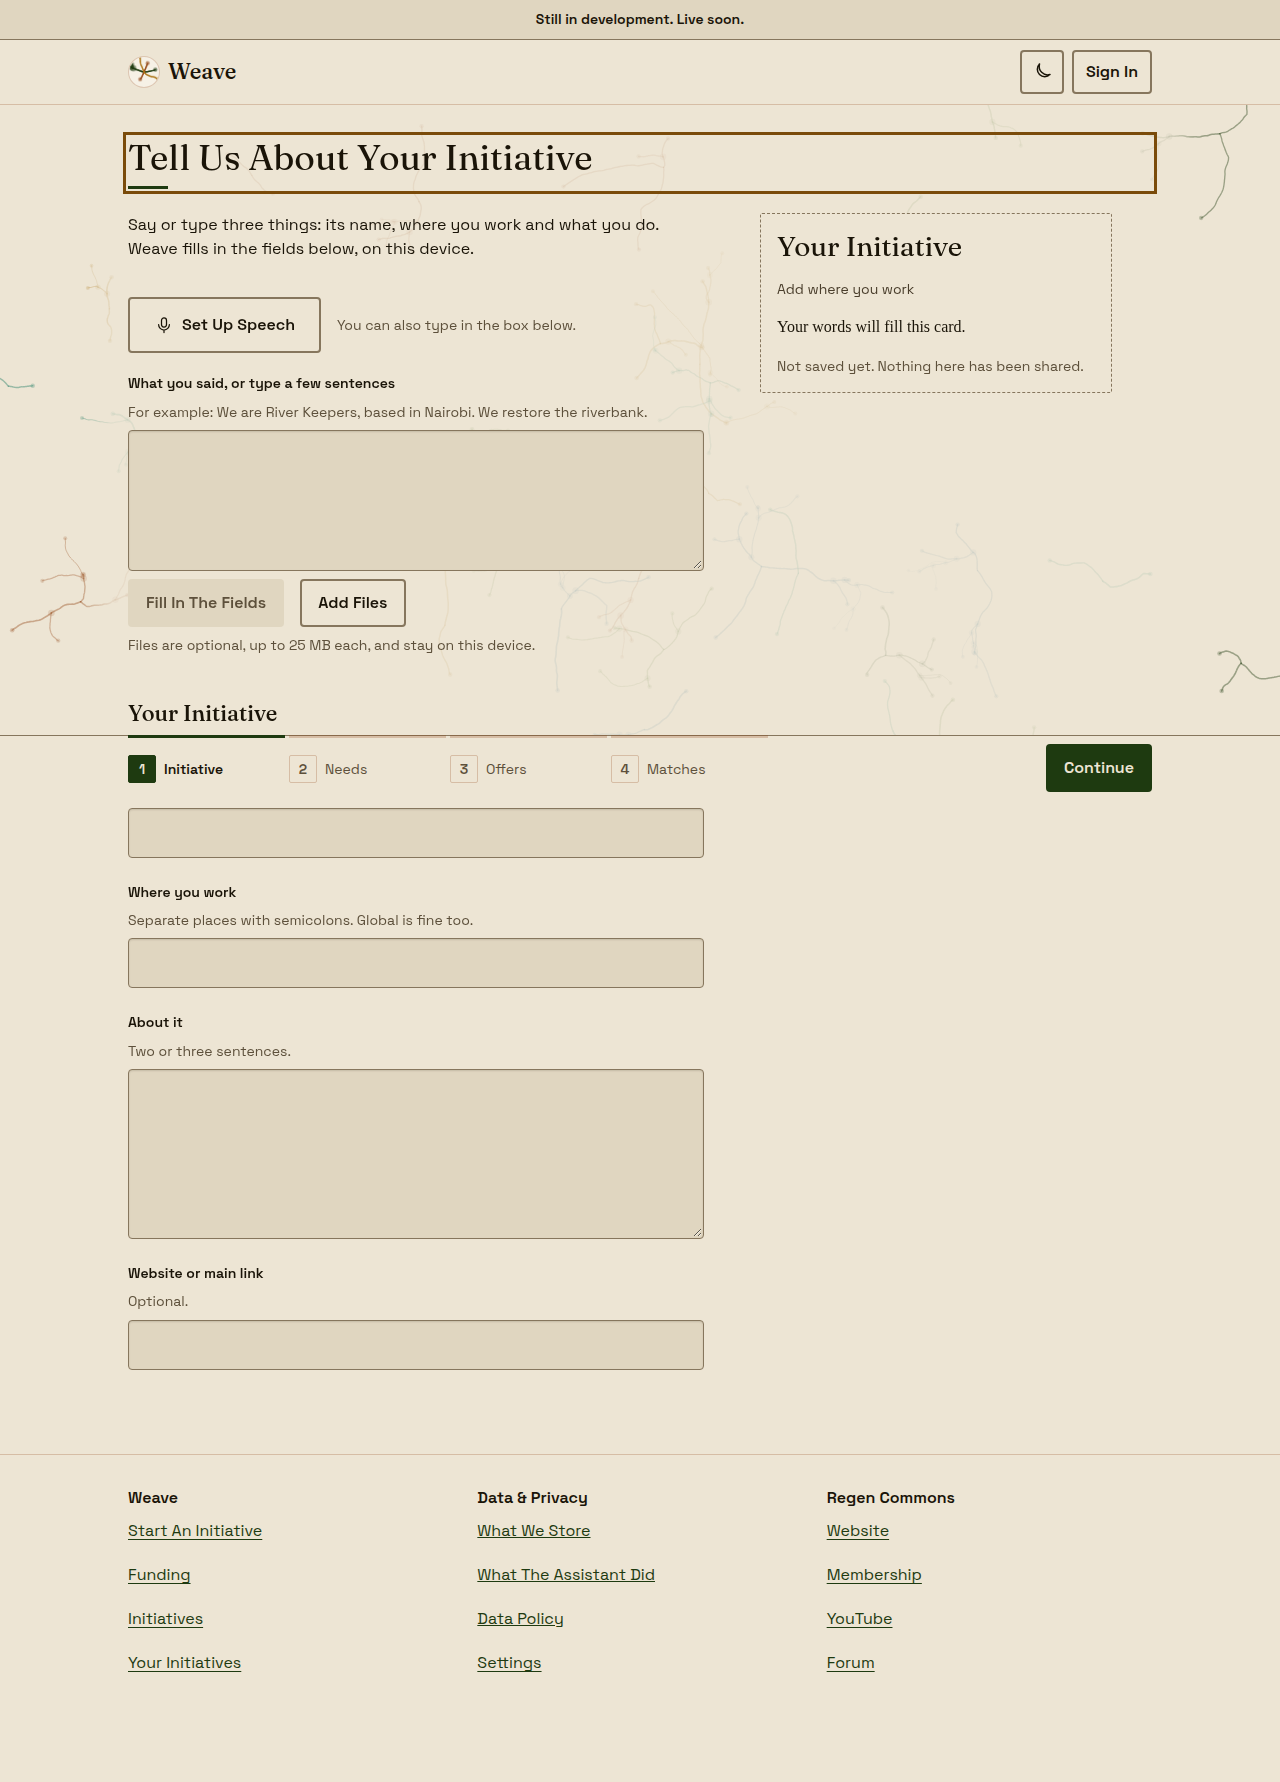 Still in development. Live soon.
Weave
Sign In
Tell Us About Your Initiative
Say or type three things: its name, where you work and what you do.
Weave fills in the fields below, on this device.
Set Up Speech
You can also type in the box below.
Your Initiative
Add where you work
Your words will fill this card.
Not saved yet. Nothing here has been shared.
What you said, or type a few sentences
For example: We are River Keepers, based in Nairobi. We restore the riverbank.
Fill In The Fields
Add Files
Files are optional, up to 25 MB each, and stay on this device.
Your Initiative
1 Initiative
2 Needs
3 Offers
4 Matches
Continue
Where you work
Separate places with semicolons. Global is fine too.
About it
Two or three sentences.
Website or main link
Optional.
Weave
Start An Initiative
Funding
Initiatives
Your Initiatives
Data & Privacy
What We Store
What The Assistant Did
Data Policy
Settings
Regen Commons
Website
Membership
YouTube
Forum